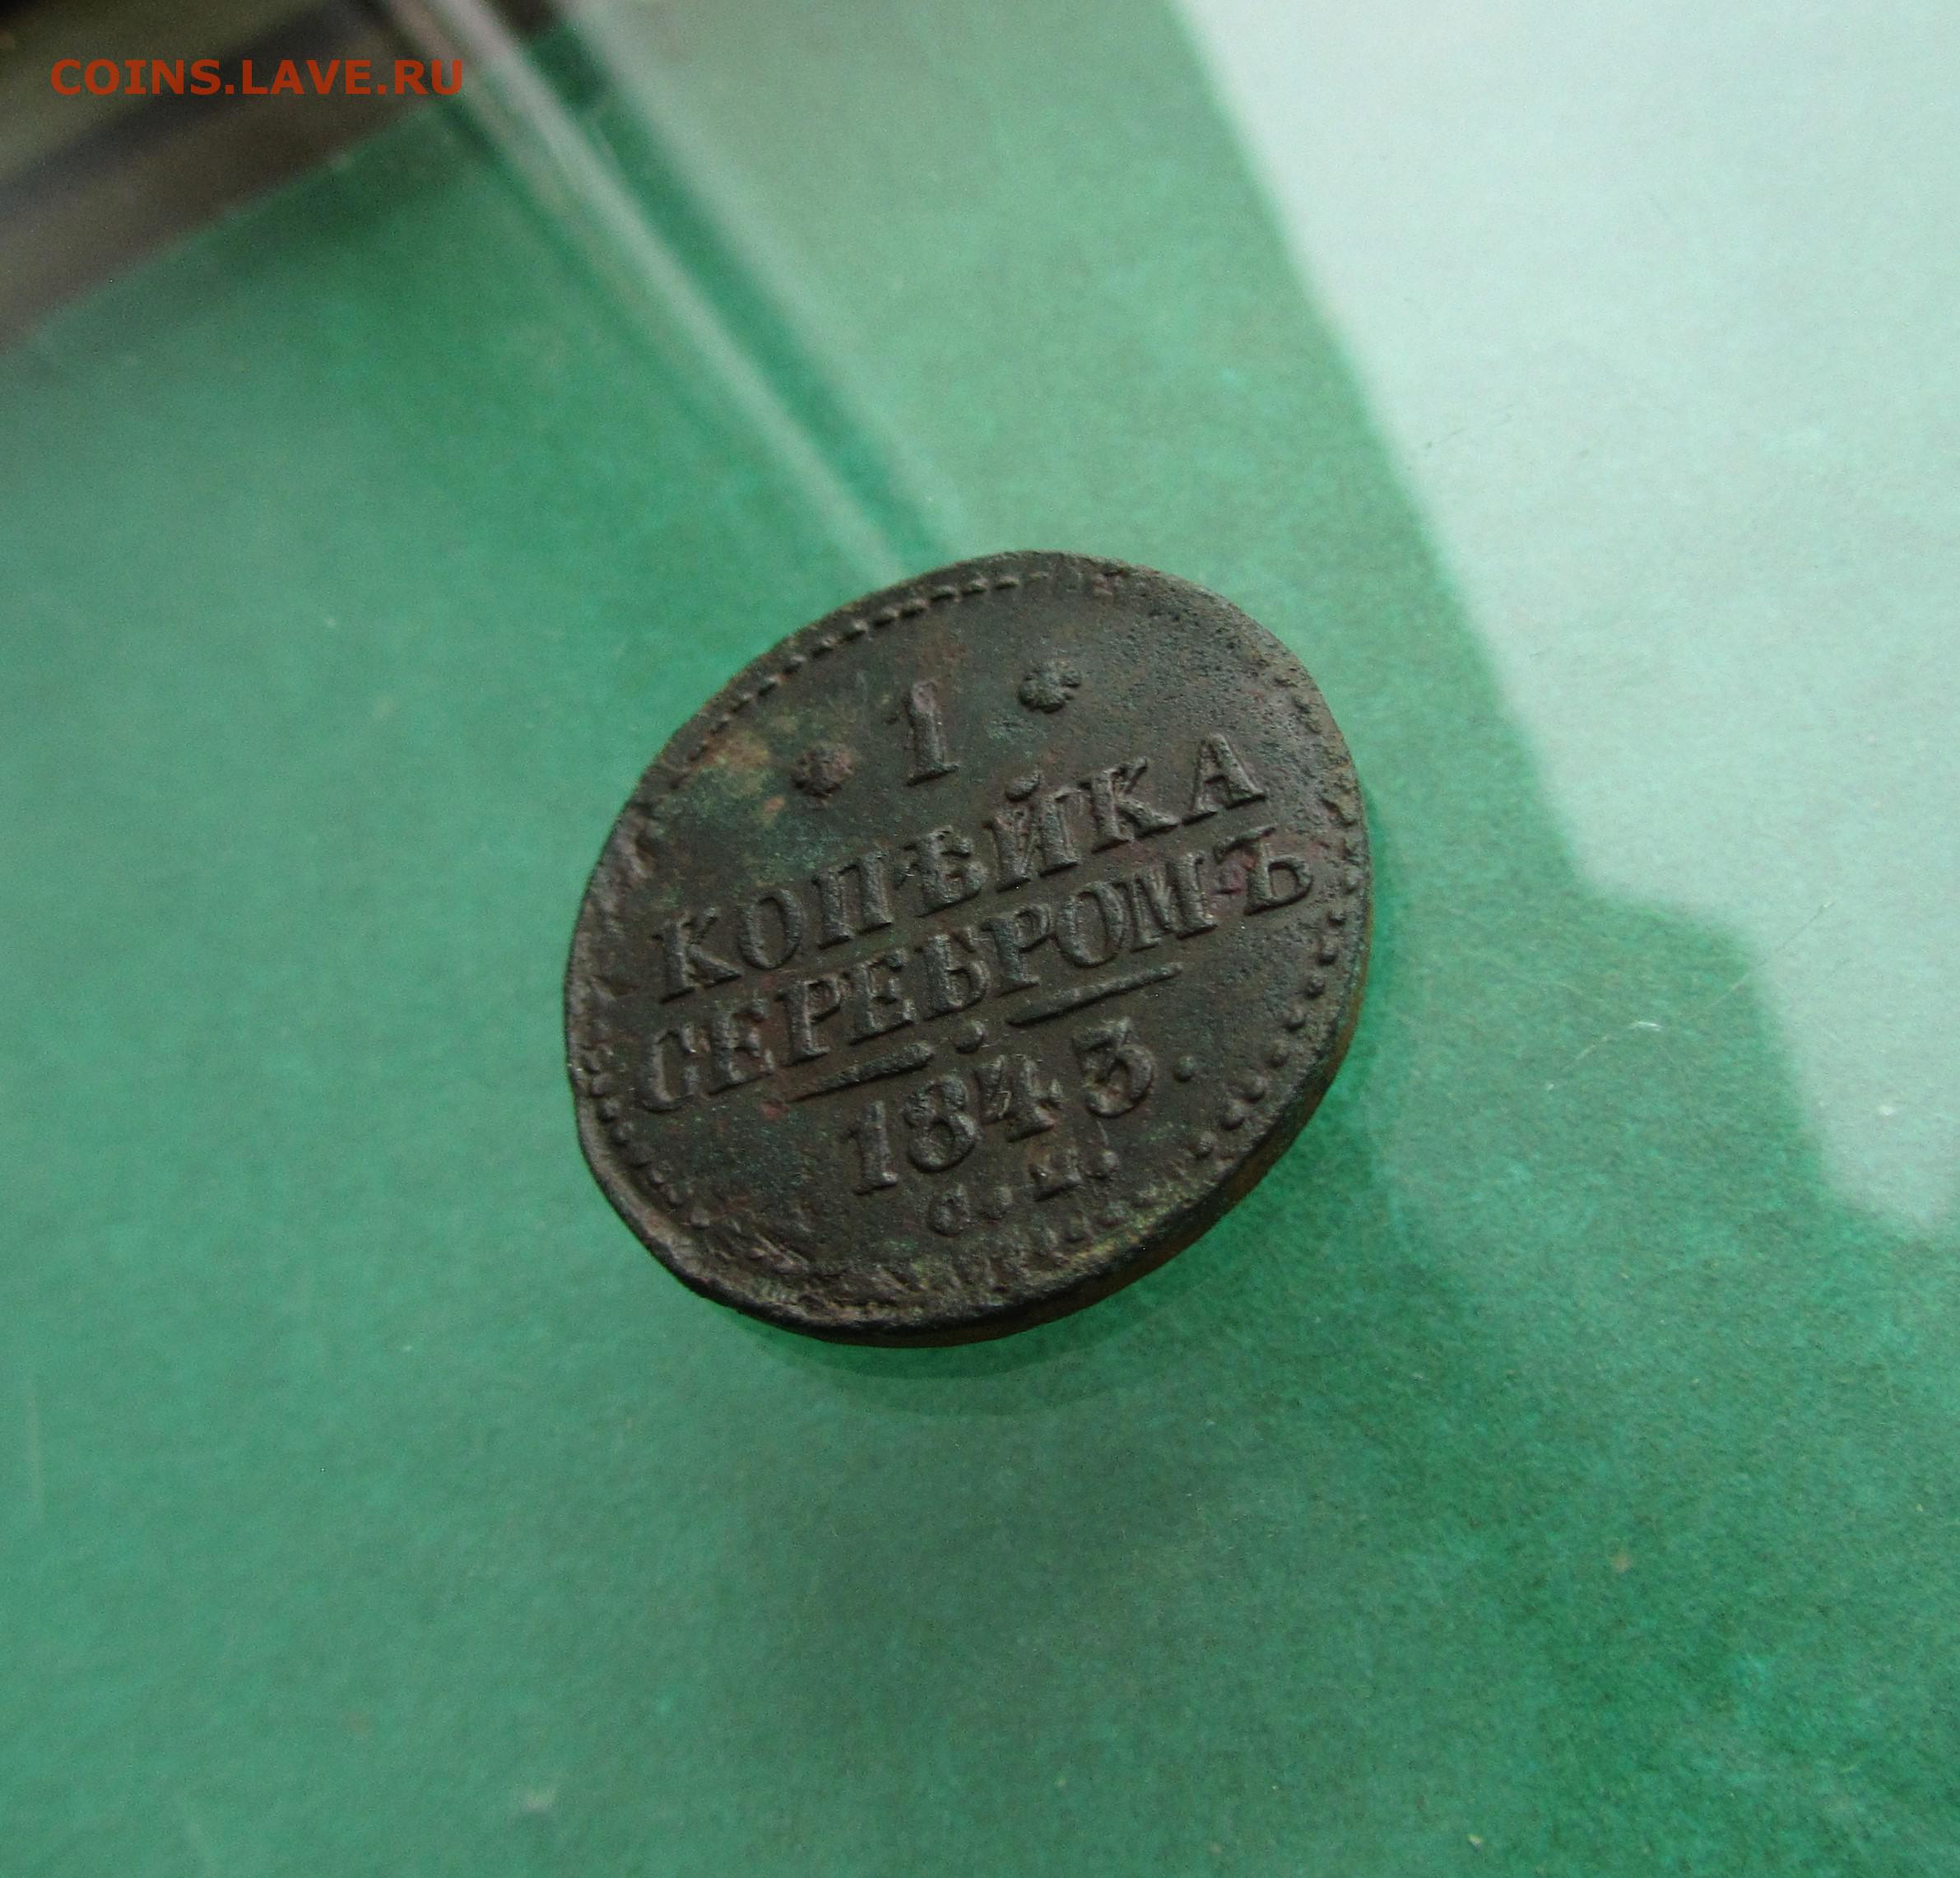 COINS.LAVE.RU
* 1 *
КОПѢЙКА
СЕРЕБРОМЪ
1843.
С.М.